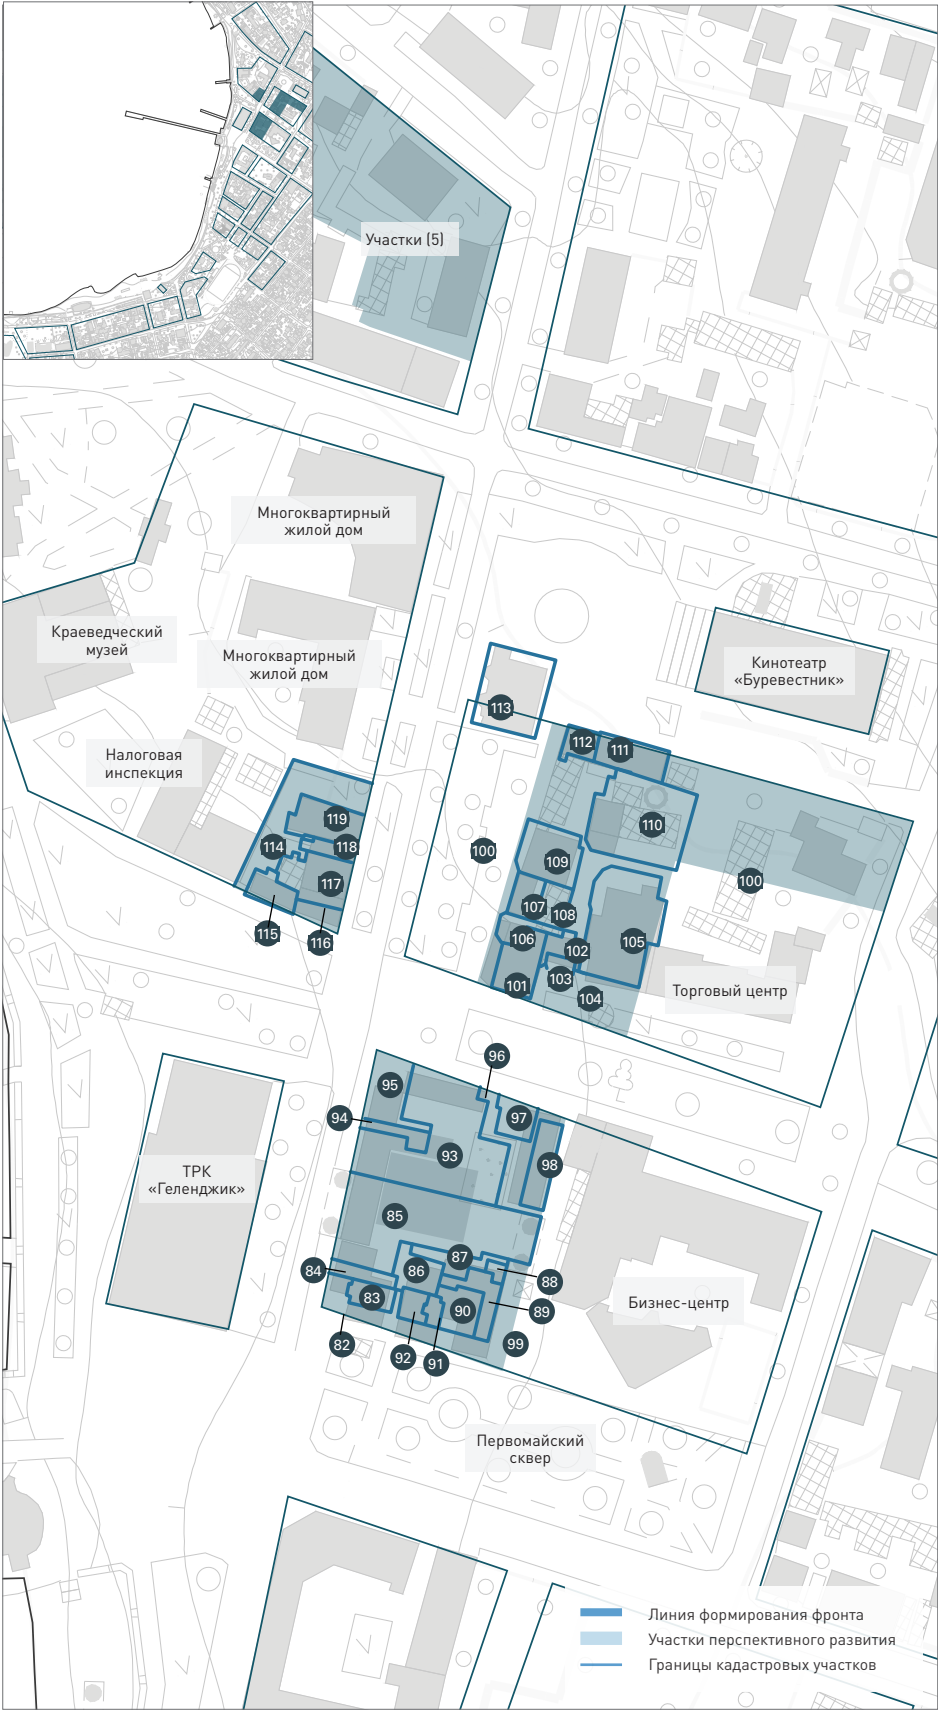 Участки (5)
Многоквартирный
жилой дом
Краеведческий
музей
Многоквартирный
жилой дом
Кинотеатр
«Буревестник»
113
112
111
Налоговая
инспекция
119
110
114
118
100
109
117
100
107
108
115
116
106
102
105
101
103
104
Торговый центр
96
95
94
97
93
98
ТРК
«Геленджик»
85
87
84
86
88
83
90
89
Бизнес-центр
82
92
91
99
Первомайский
сквер
Линия формирования фронта
Участки перспективного развития
Границы кадастровых участков